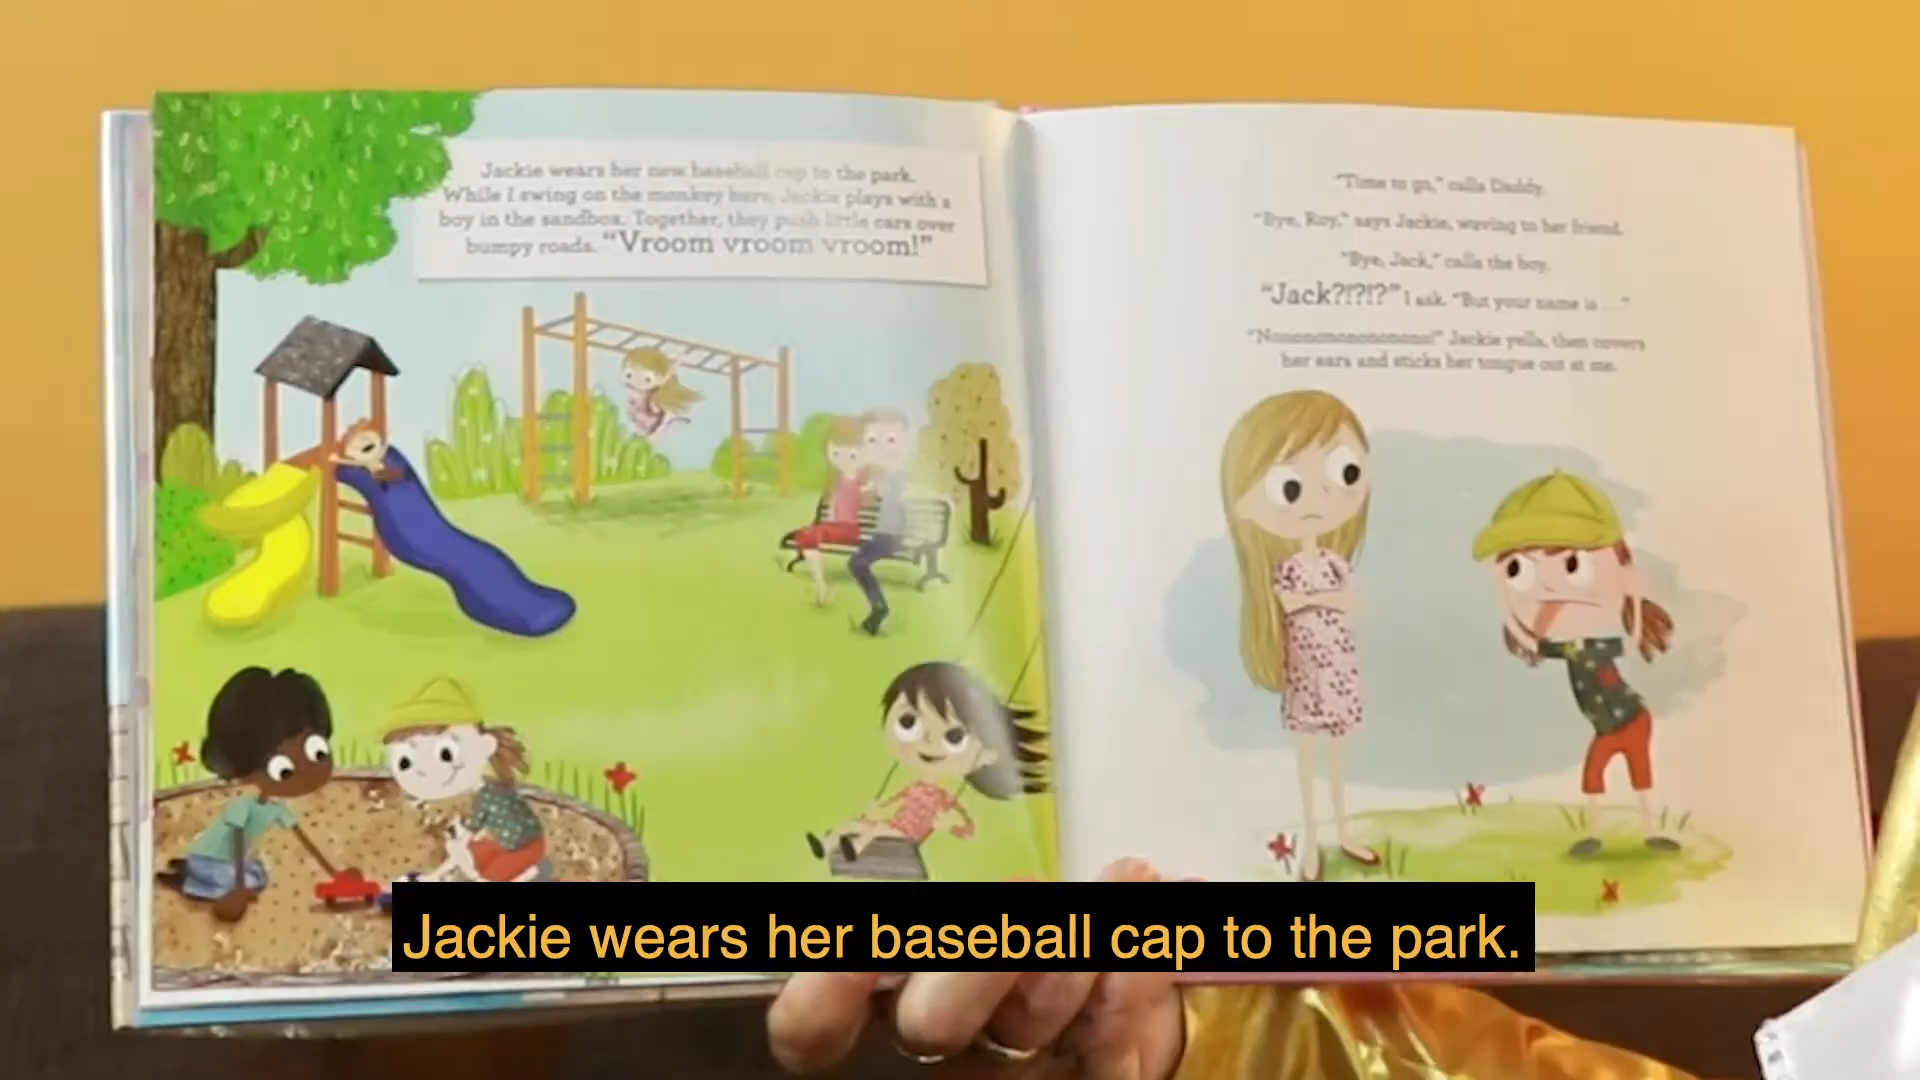 Jackie wears her new baseball cap to the park.
While I swing on the monkey bars, Jackie plays with a
boy in the sandbox. Together, they push little cars over
bumpy roads. “Vroom vroom vroom!”
“Time to go,” calls Daddy.
“Bye, Roy,” says Jackie, waving to her friend.
“Bye, Jack,” calls the boy.
“Jack?!?!?” I ask. “But your name is ...”
Jackie yells, then covers
her ears and sticks her tongue out at me.
Jackie wears her baseball cap to the park.